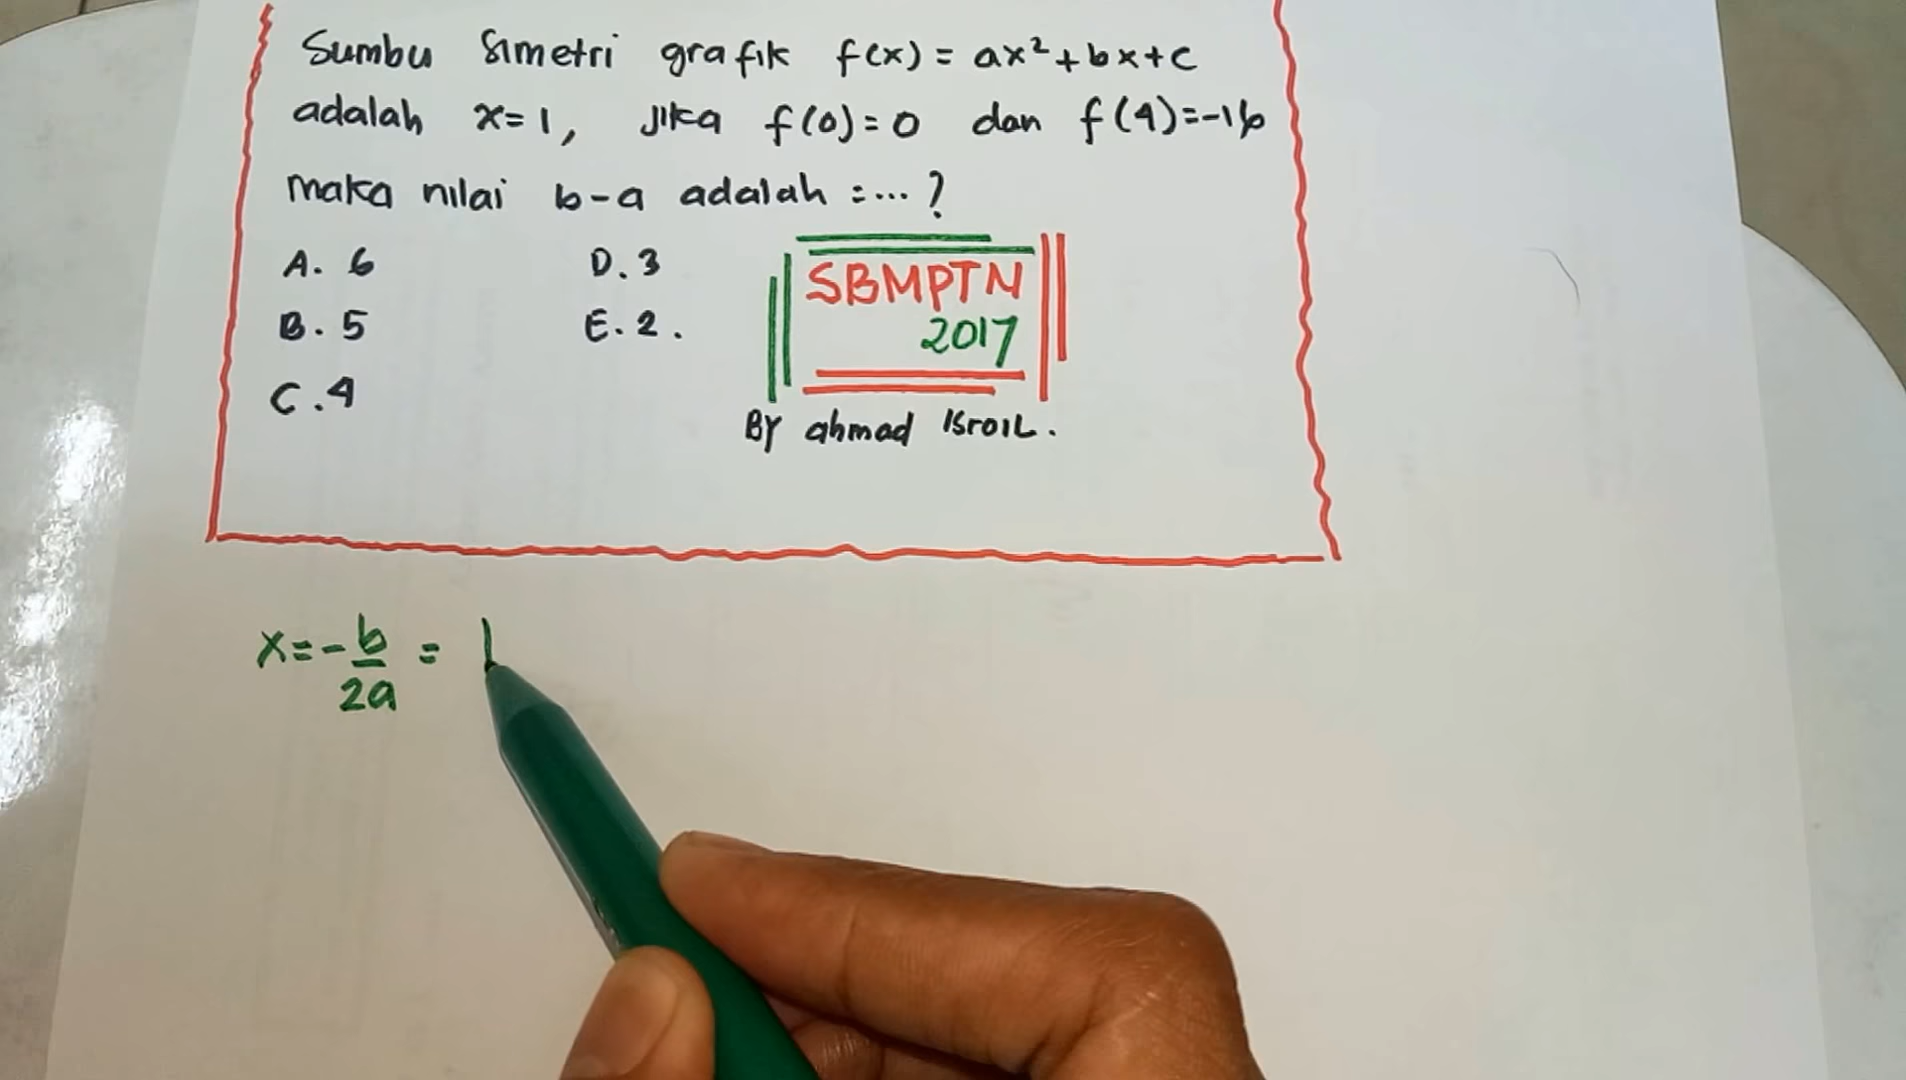 Sumbu Simetri grafik f(x) = ax² + bx + c
adalah x=1, Jika f(0)=0 dan f(4)=-16
maka nilai b-a adalah =...?
A. 6
B. 5
C. 4
D. 3
E. 2.
SBMPTN
2017
By ahmad Isroil.
x = -b/2a = 1